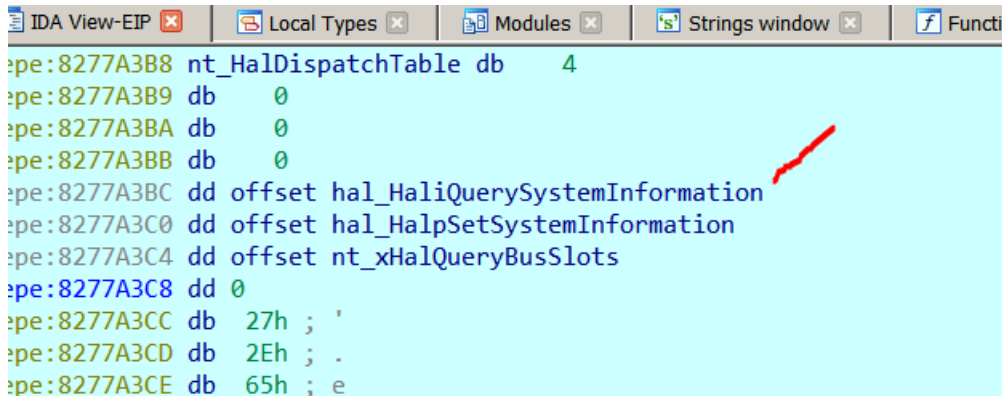 IDA View-EIP Local Types Modules 's' Strings window f Functi
epe:8277A3B8 nt_HalDispatchTable db 4
epe:8277A3B9 db 0
epe:8277A3BA db 0
epe:8277A3BB db 0
epe:8277A3BC dd offset hal_HaliQuerySystemInformation
epe:8277A3C0 dd offset hal_HalpSetSystemInformation
epe:8277A3C4 dd offset nt_xHalQueryBusSlots
epe:8277A3C8 dd 0
epe:8277A3CC db 27h ; '
epe:8277A3CD db 2Eh ; .
epe:8277A3CE db 65h ; e